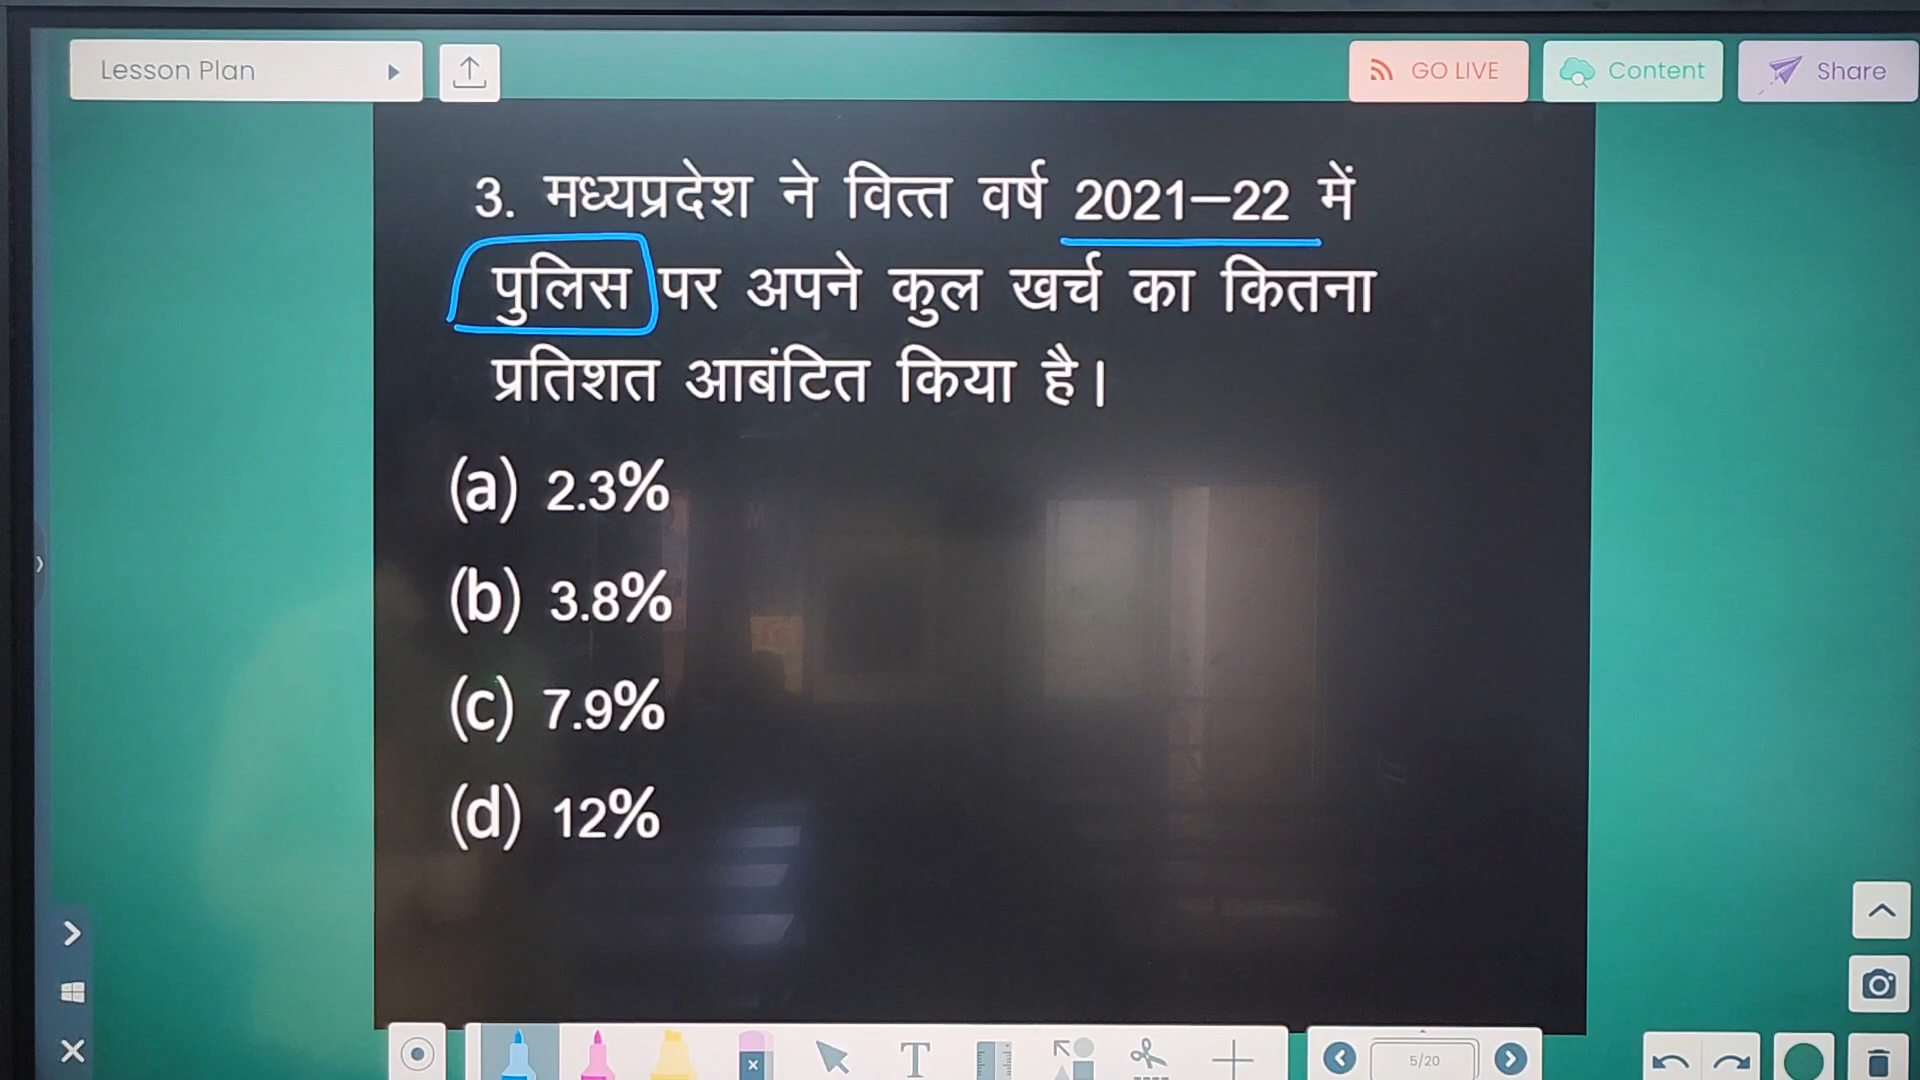 Lesson Plan
GO LIVE
Content
Share
3. मध्यप्रदेश ने वित्त वर्ष 2021–22 में
पुलिस पर अपने कुल खर्च का कितना
प्रतिशत आबंटित किया है।
(a) 2.3%
(b) 3.8%
(c) 7.9%
(d) 12%
T
5/20